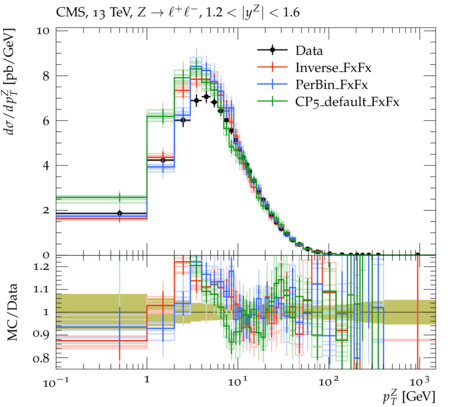 CMS, 13 TeV, Z → ℓ⁺ℓ⁻, 1.2 < |y^Z| < 1.6
dσ/dp_T^Z [pb/GeV]
10
8
6
4
2
0
Data
Inverse_FxFx
PerBin_FxFx
CP5_default_FxFx
MC/Data
1.2
1.1
1
0.9
0.8
10⁻¹
1
10¹
10²
10³
p_T^Z [GeV]